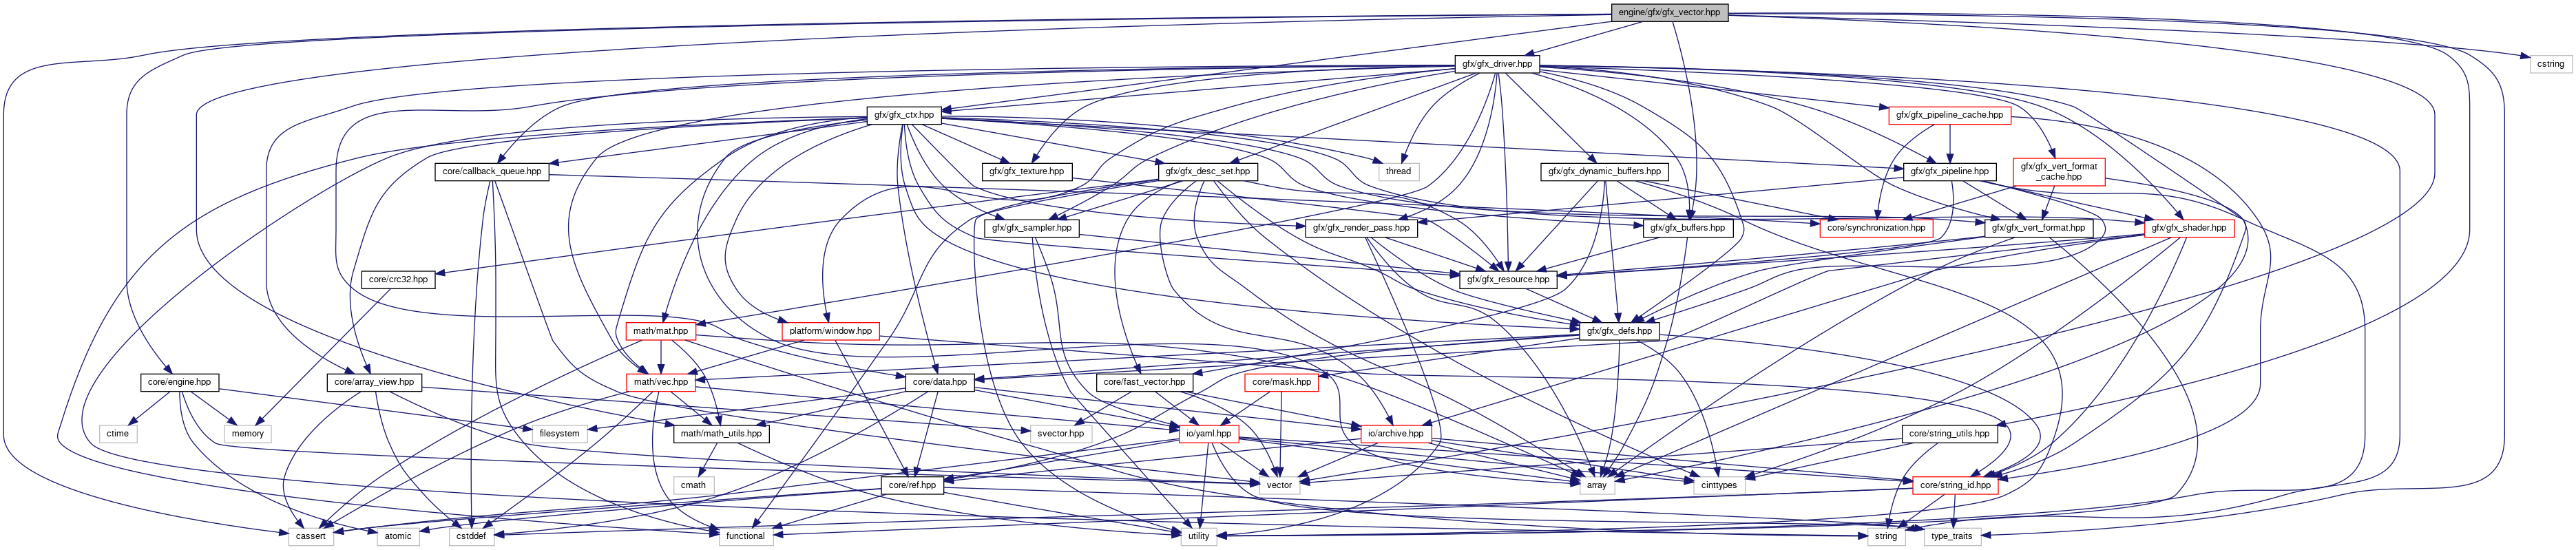 engine/gfx/gfx_vector.hpp
gfx/gfx_driver.hpp
cstring
gfx/gfx_ctx.hpp
gfx/gfx_pipeline_cache.hpp
core/callback_queue.hpp
gfx/gfx_texture.hpp
gfx/gfx_desc_set.hpp
thread
gfx/gfx_dynamic_buffers.hpp
gfx/gfx_pipeline.hpp
gfx/gfx_vert_format
_cache.hpp
gfx/gfx_sampler.hpp
gfx/gfx_render_pass.hpp
core/synchronization.hpp
gfx/gfx_buffers.hpp
gfx/gfx_vert_format.hpp
gfx/gfx_shader.hpp
core/crc32.hpp
gfx/gfx_resource.hpp
math/mat.hpp
platform/window.hpp
gfx/gfx_defs.hpp
core/engine.hpp
core/array_view.hpp
math/vec.hpp
core/data.hpp
core/fast_vector.hpp
core/mask.hpp
ctime
memory
filesystem
math/math_utils.hpp
svector.hpp
io/yaml.hpp
io/archive.hpp
core/string_utils.hpp
cmath
core/ref.hpp
vector
array
cinttypes
core/string_id.hpp
cassert
atomic
cstddef
functional
utility
string
type_traits